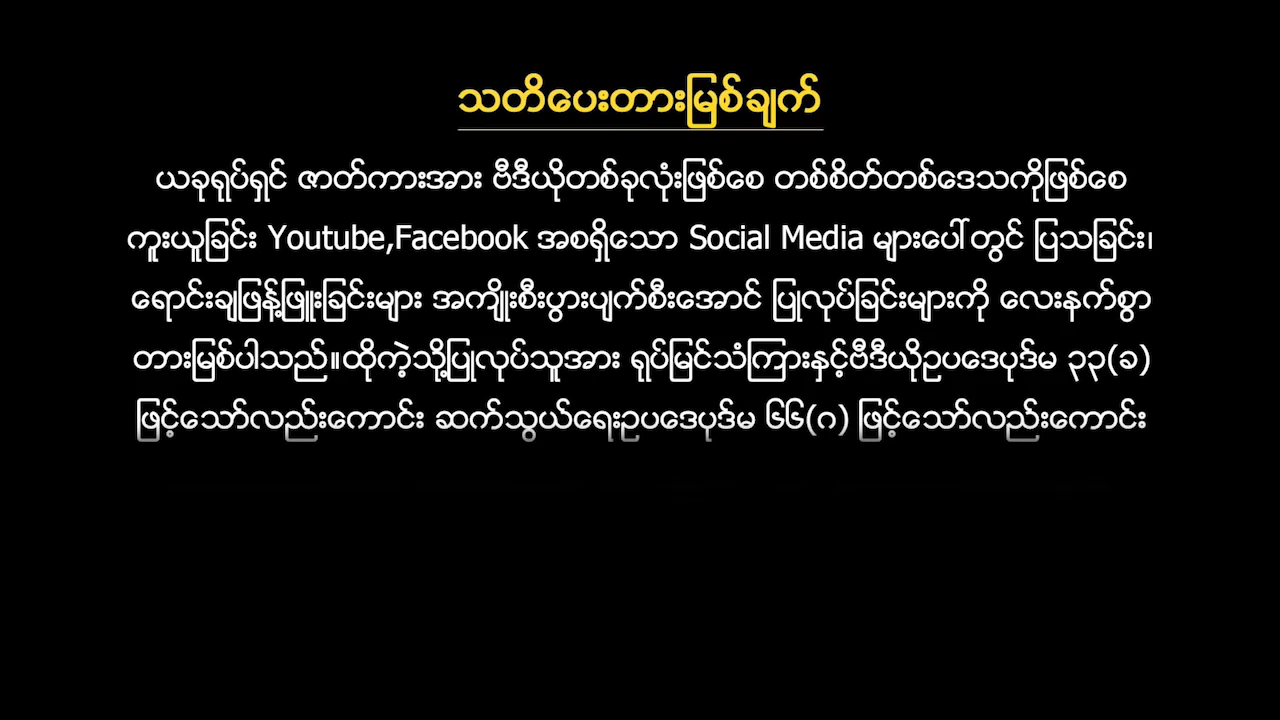 သတိပေးတားမြစ်ချက်
ယခုရုပ်ရှင် ဇာတ်ကားအား ဗီဒီယိုတစ်ခုလုံးဖြစ်စေ တစ်စိတ်တစ်ဒေသကိုဖြစ်စေ
ကူးယူခြင်း Youtube,Facebook အစရှိသော Social Media များပေါ်တွင် ပြသခြင်း၊
ရောင်းချဖြန့်ဖြူးခြင်းများ အကျိုးစီးပွားပျက်စီးအောင် ပြုလုပ်ခြင်းများကို လေးနက်စွာ
တားမြစ်ပါသည်။ထိုကဲ့သို့ပြုလုပ်သူအား ရုပ်မြင်သံကြားနှင့်ဗီဒီယိုဥပဒေပုဒ်မ ၃၃(ခ)
ဖြင့်သော်လည်းကောင်း ဆက်သွယ်ရေးဥပဒေပုဒ်မ ၆၆(ဂ) ဖြင့်သော်လည်းကောင်း